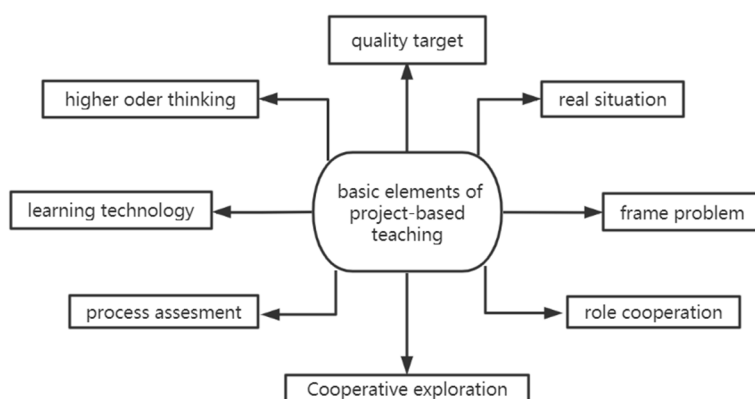 quality target
higher oder thinking
real situation
basic elements of
project-based
teaching
learning technology
frame problem
process assesment
role cooperation
Cooperative exploration